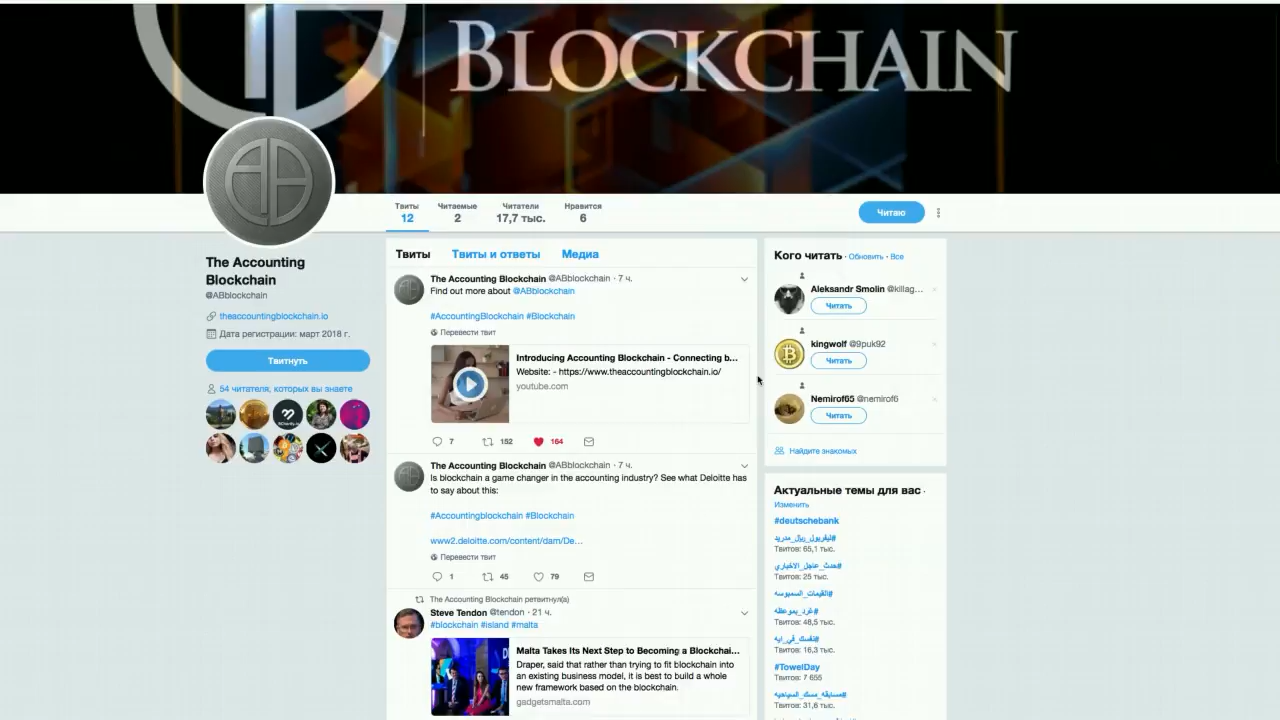 BLOCKCHAIN
Твиты
12
Читаемые
2
Читатели
17,7 тыс.
Нравится
6
Читаю
The Accounting
Blockchain
@ABblockchain
theaccountingblockchain.io
Дата регистрации: март 2018 г.
Твитнуть
54 читателя, которых вы знаете
Твиты
Твиты и ответы
Медиа
The Accounting Blockchain @ABblockchain · 7 ч.
Find out more about @ABblockchain
#AccountingBlockchain #Blockchain
Перевести твит
Introducing Accounting Blockchain - Connecting b...
Website: - https://www.theaccountingblockchain.io/
youtube.com
7
152
164
The Accounting Blockchain @ABblockchain · 7 ч.
Is blockchain a game changer in the accounting industry? See what Deloitte has
to say about this:
#Accountingblockchain #Blockchain
www2.deloitte.com/content/dam/De...
Перевести твит
1
45
79
The Accounting Blockchain ретвитнул(а)
Steve Tendon @tendon · 21 ч.
#blockchain #island #malta
Malta Takes Its Next Step to Becoming a Blockchai...
Draper, said that rather than trying to fit blockchain into
an existing business model, it is best to build a whole
new framework based on the blockchain.
gadgetsmalta.com
Кого читать · Обновить · Все
Aleksandr Smolin @killag...
Читать
kingwolf @9puk92
Читать
Nemirof65 @nemirof6
Читать
Найдите знакомых
Актуальные темы для вас ·
Изменить
#deutschebank
#ليفربول_ريال_مدريد
Твитов: 65,1 тыс.
#حدث_عاجل_الاخباري
Твитов: 25 тыс.
#القيمات_السمبوسه
#غرد_بموعظه
Твитов: 48,5 тыс.
#نفسك_في_ايه
Твитов: 16,3 тыс.
#TowelDay
Твитов: 7 655
#مسابقه_مسك_السياحيه
Твитов: 31,6 тыс.